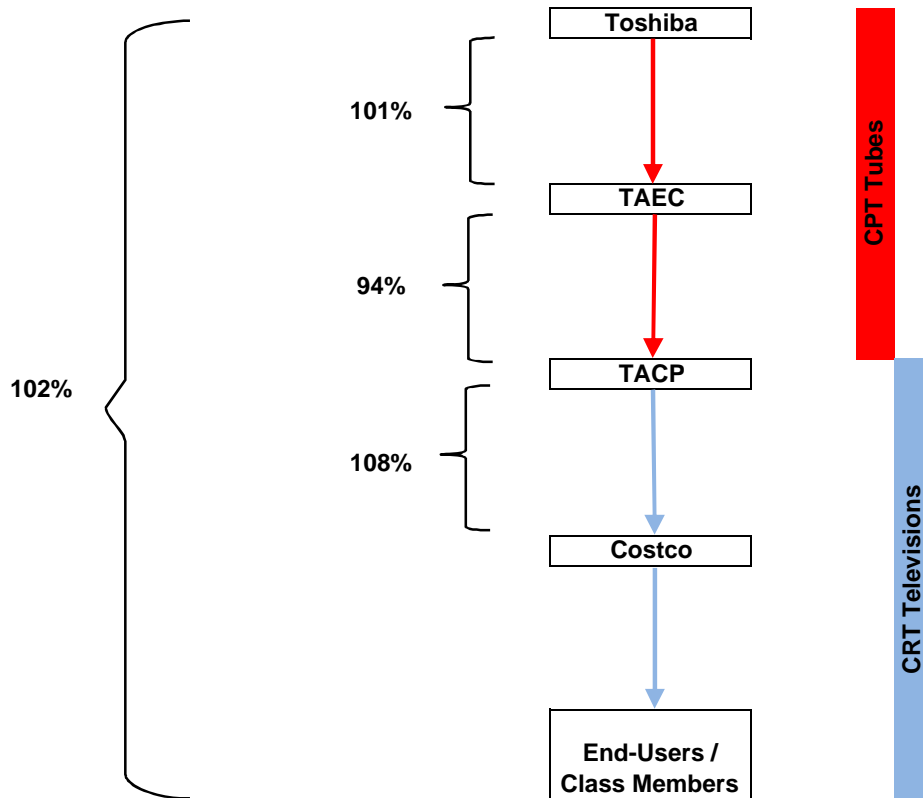 Toshiba
101%
TAEC
CPT Tubes
94%
TACP
102%
108%
Costco
CRT Televisions
End-Users /
Class Members